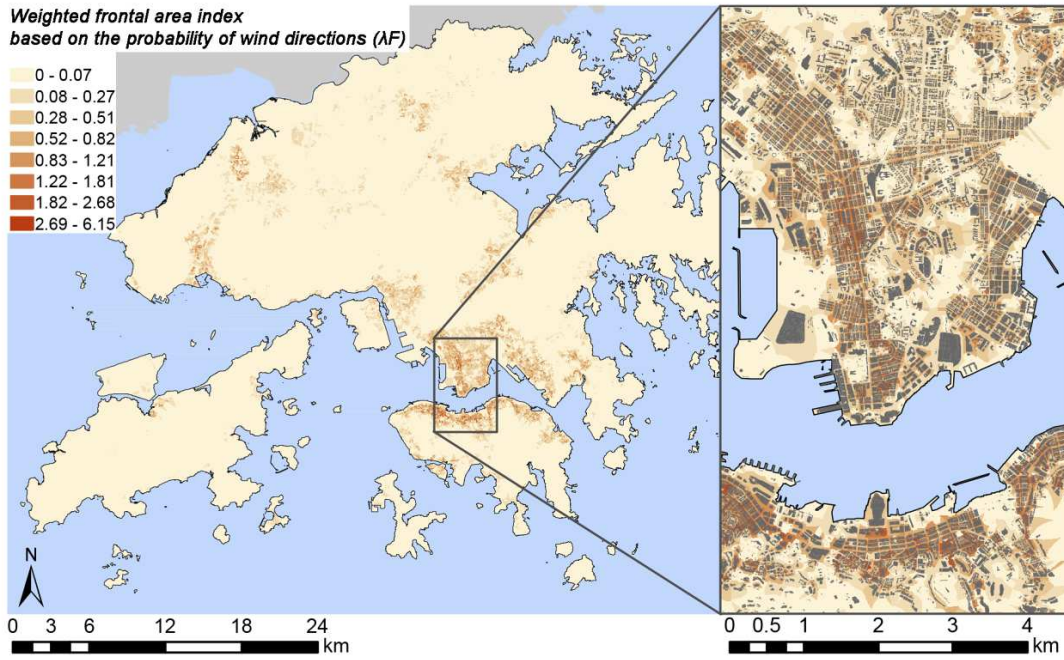 Weighted frontal area index
based on the probability of wind directions (λF)
0 - 0.07
0.08 - 0.27
0.28 - 0.51
0.52 - 0.82
0.83 - 1.21
1.22 - 1.81
1.82 - 2.68
2.69 - 6.15
N
0 3 6 12 18 24
km
0 0.5 1 2 3 4
km